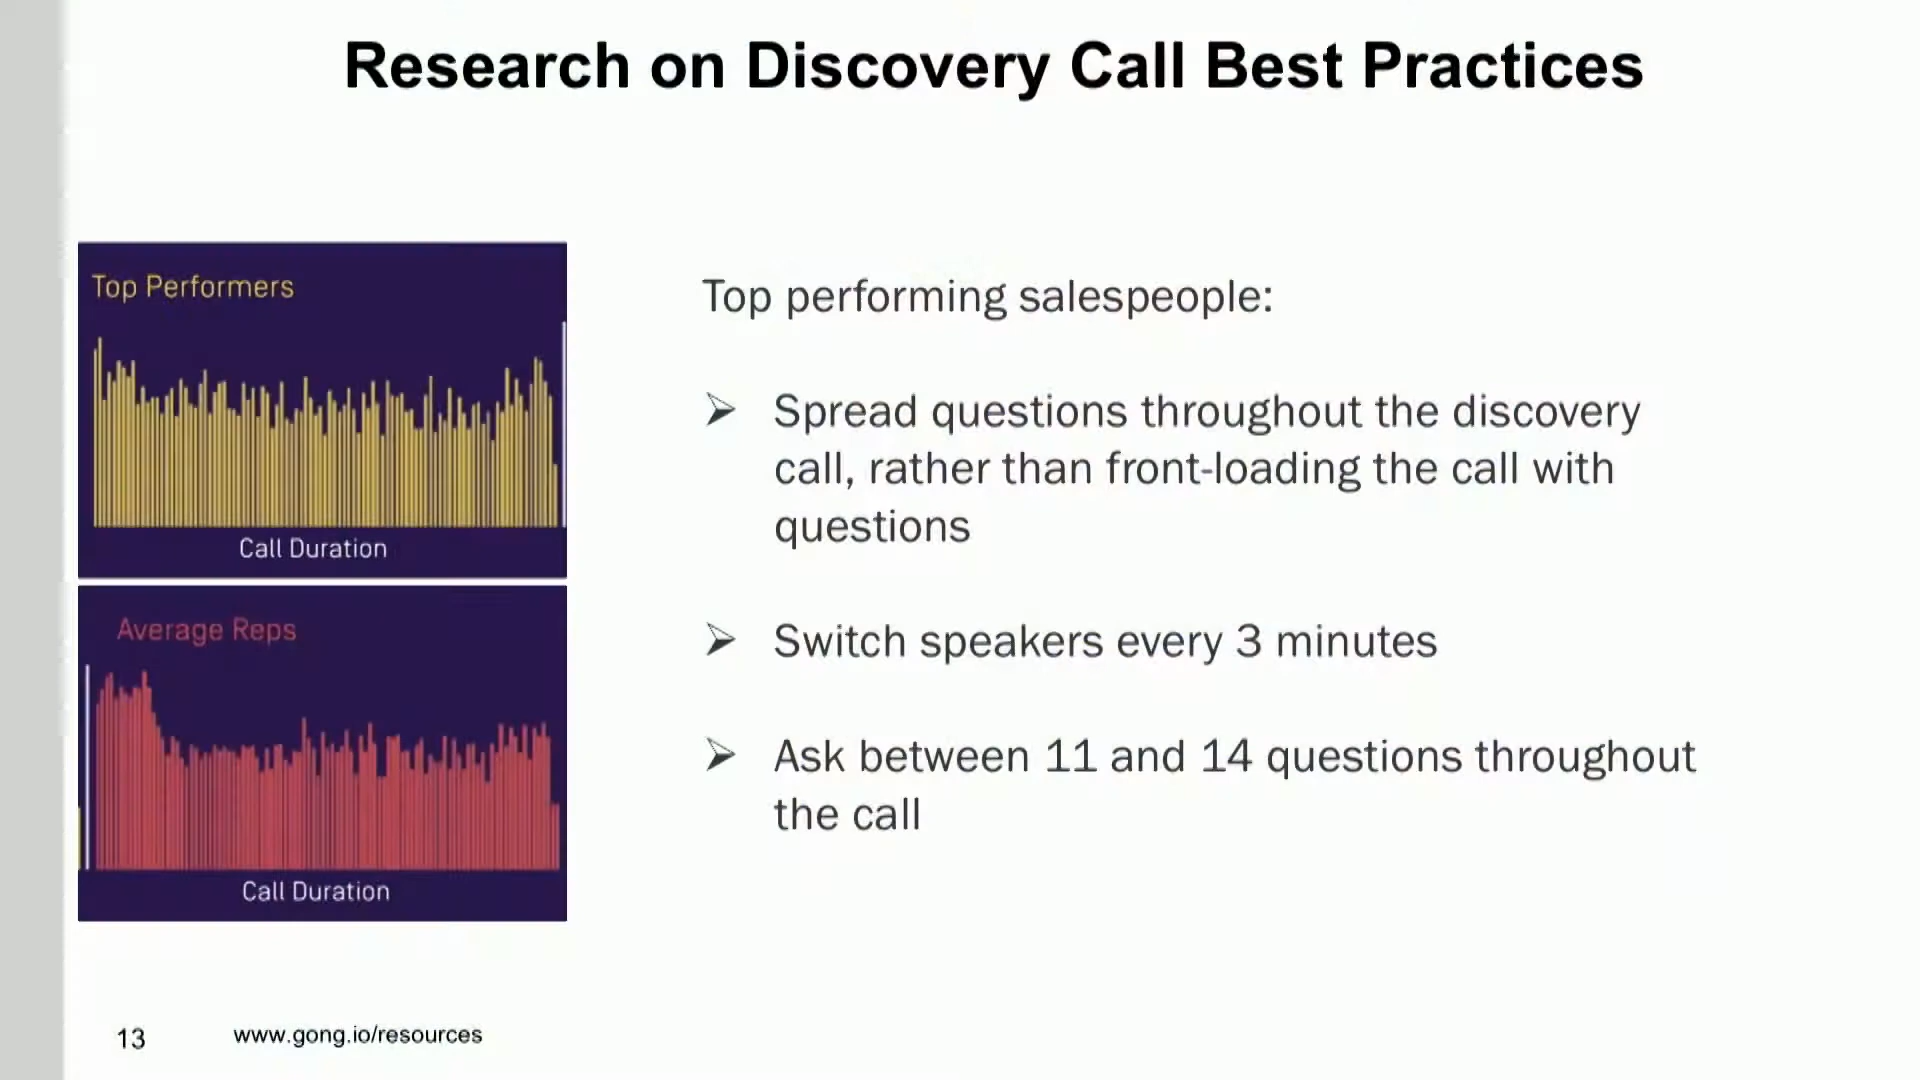 Research on Discovery Call Best Practices
Top Performers
Call Duration
Average Reps
Call Duration
Top performing salespeople:
➢ Spread questions throughout the discovery
call, rather than front-loading the call with
questions
➢ Switch speakers every 3 minutes
➢ Ask between 11 and 14 questions throughout
the call
13
www.gong.io/resources